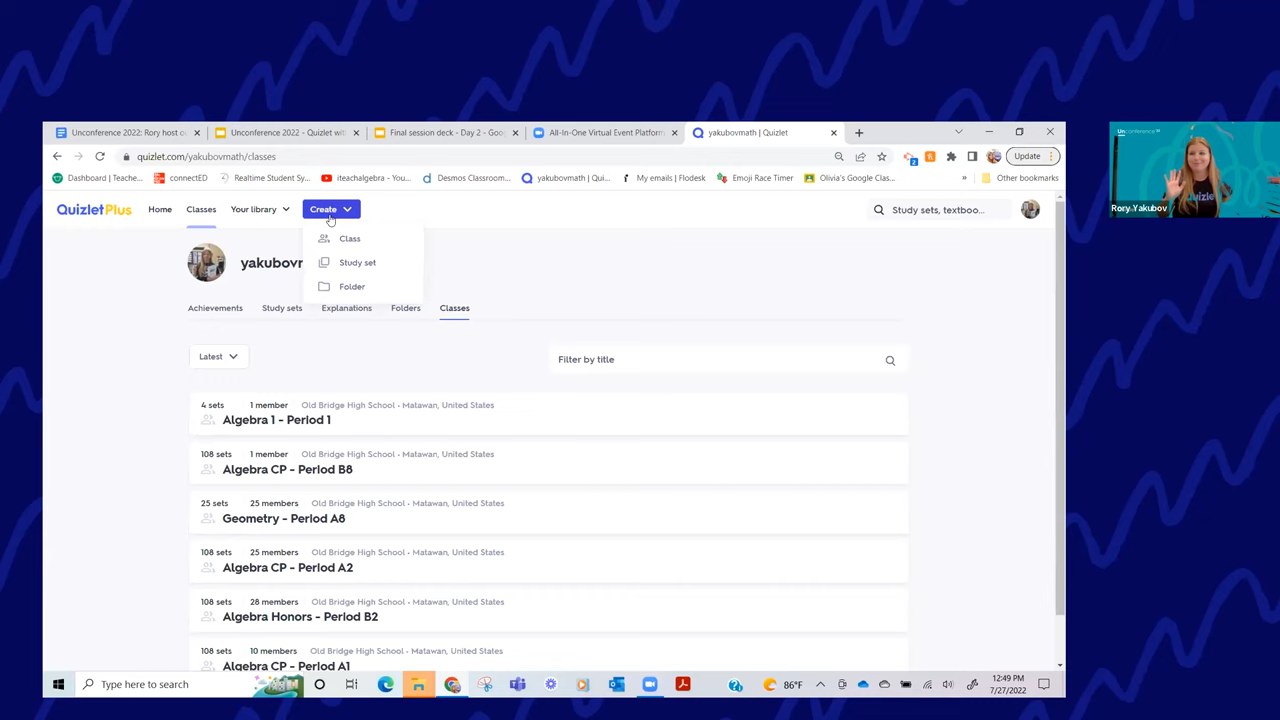 Unconference 2022: Rory host o
Unconference 2022 - Quizlet wit
Final session deck - Day 2 - Goo
All-In-One Virtual Event Platform
yakubovmath | Quizlet
quizlet.com/yakubovmath/classes
2
Update
Dashboard | Teache...
connectED
Realtime Student Sy...
iteachalgebra - You...
Desmos Classroom...
yakubovmath | Qui...
My emails | Flodesk
Emoji Race Timer
Olivia's Google Clas...
»
Other bookmarks
QuizletPlus
Home
Classes
Your library
Create
Study sets, textboo...
Class
Study set
Folder
yakubovm
Achievements
Study sets
Explanations
Folders
Classes
Latest
Filter by title
4 sets 1 member Old Bridge High School • Matawan, United States
Algebra 1 - Period 1
108 sets 1 member Old Bridge High School • Matawan, United States
Algebra CP - Period B8
25 sets 25 members Old Bridge High School • Matawan, United States
Geometry - Period A8
108 sets 25 members Old Bridge High School • Matawan, United States
Algebra CP - Period A2
108 sets 28 members Old Bridge High School • Matawan, United States
Algebra Honors - Period B2
108 sets 10 members Old Bridge High School • Matawan, United States
Algebra CP - Period A1
Type here to search
86°F
12:49 PM
7/27/2022
Unconference
Quizlet
Rory Yakubov